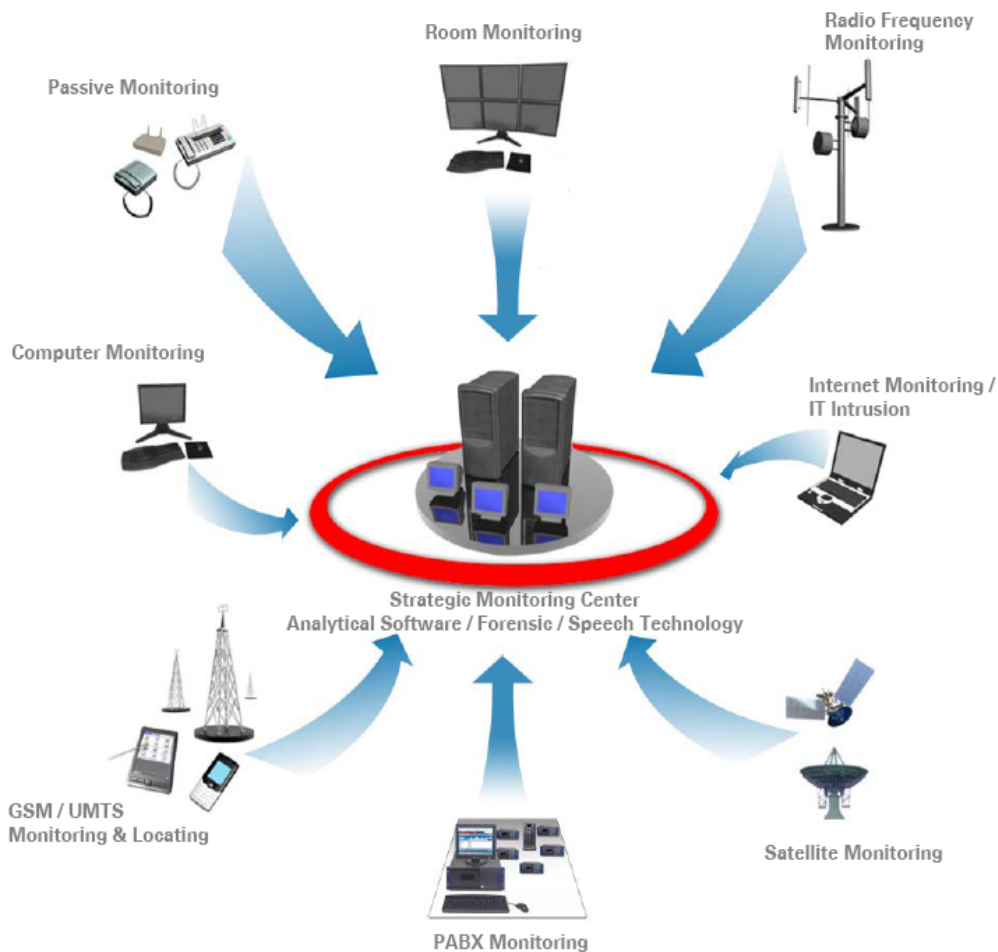 Room Monitoring
Radio Frequency
Monitoring
Passive Monitoring
Computer Monitoring
Internet Monitoring /
IT Intrusion
Strategic Monitoring Center
Analytical Software / Forensic / Speech Technology
GSM / UMTS
Monitoring & Locating
Satellite Monitoring
PABX Monitoring